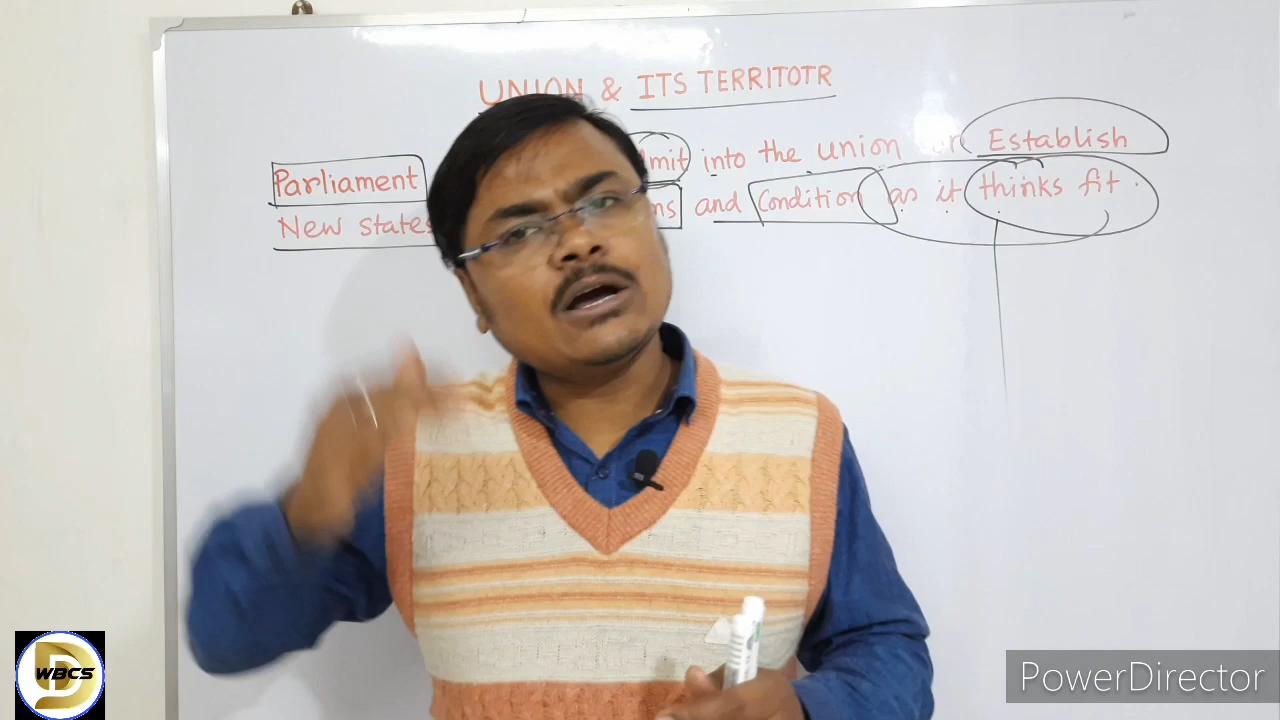 UNION & ITS TERRITOTR
Parliament into the union Establish
New states and Condition as it thinks fit.
WBCS
PowerDirector